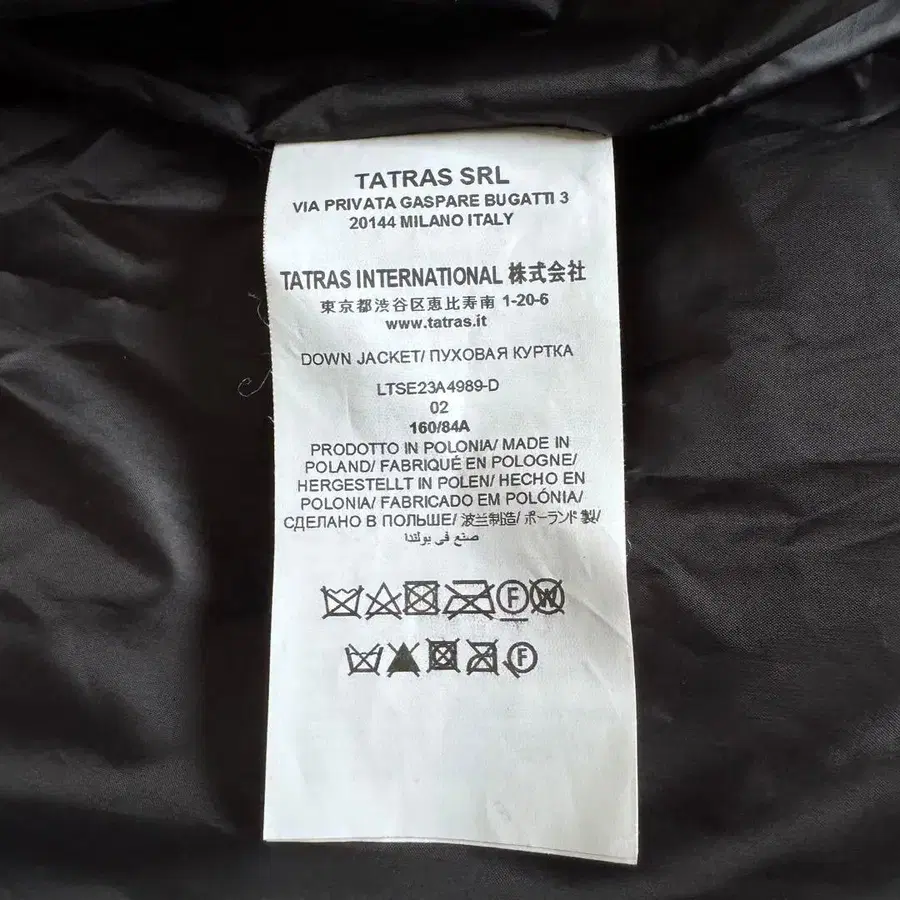 TATRAS SRL
VIA PRIVATA GASPARE BUGATTI 3
20144 MILANO ITALY
TATRAS INTERNATIONAL 株式会社
東京都渋谷区恵比寿南 1-20-6
www.tatras.it
DOWN JACKET/ ПУХОВАЯ КУРТКА
LTSE23A4989-D
02
160/84A
PRODOTTO IN POLONIA/ MADE IN
POLAND/ FABRIQUÉ EN POLOGNE/
HERGESTELLT IN POLEN/ HECHO EN
POLONIA/ FABRICADO EM POLÓNIA/
СДЕЛАНО В ПОЛЬШЕ/ 波兰制造/ ポーランド製/
صنع في بولندا
F W
F